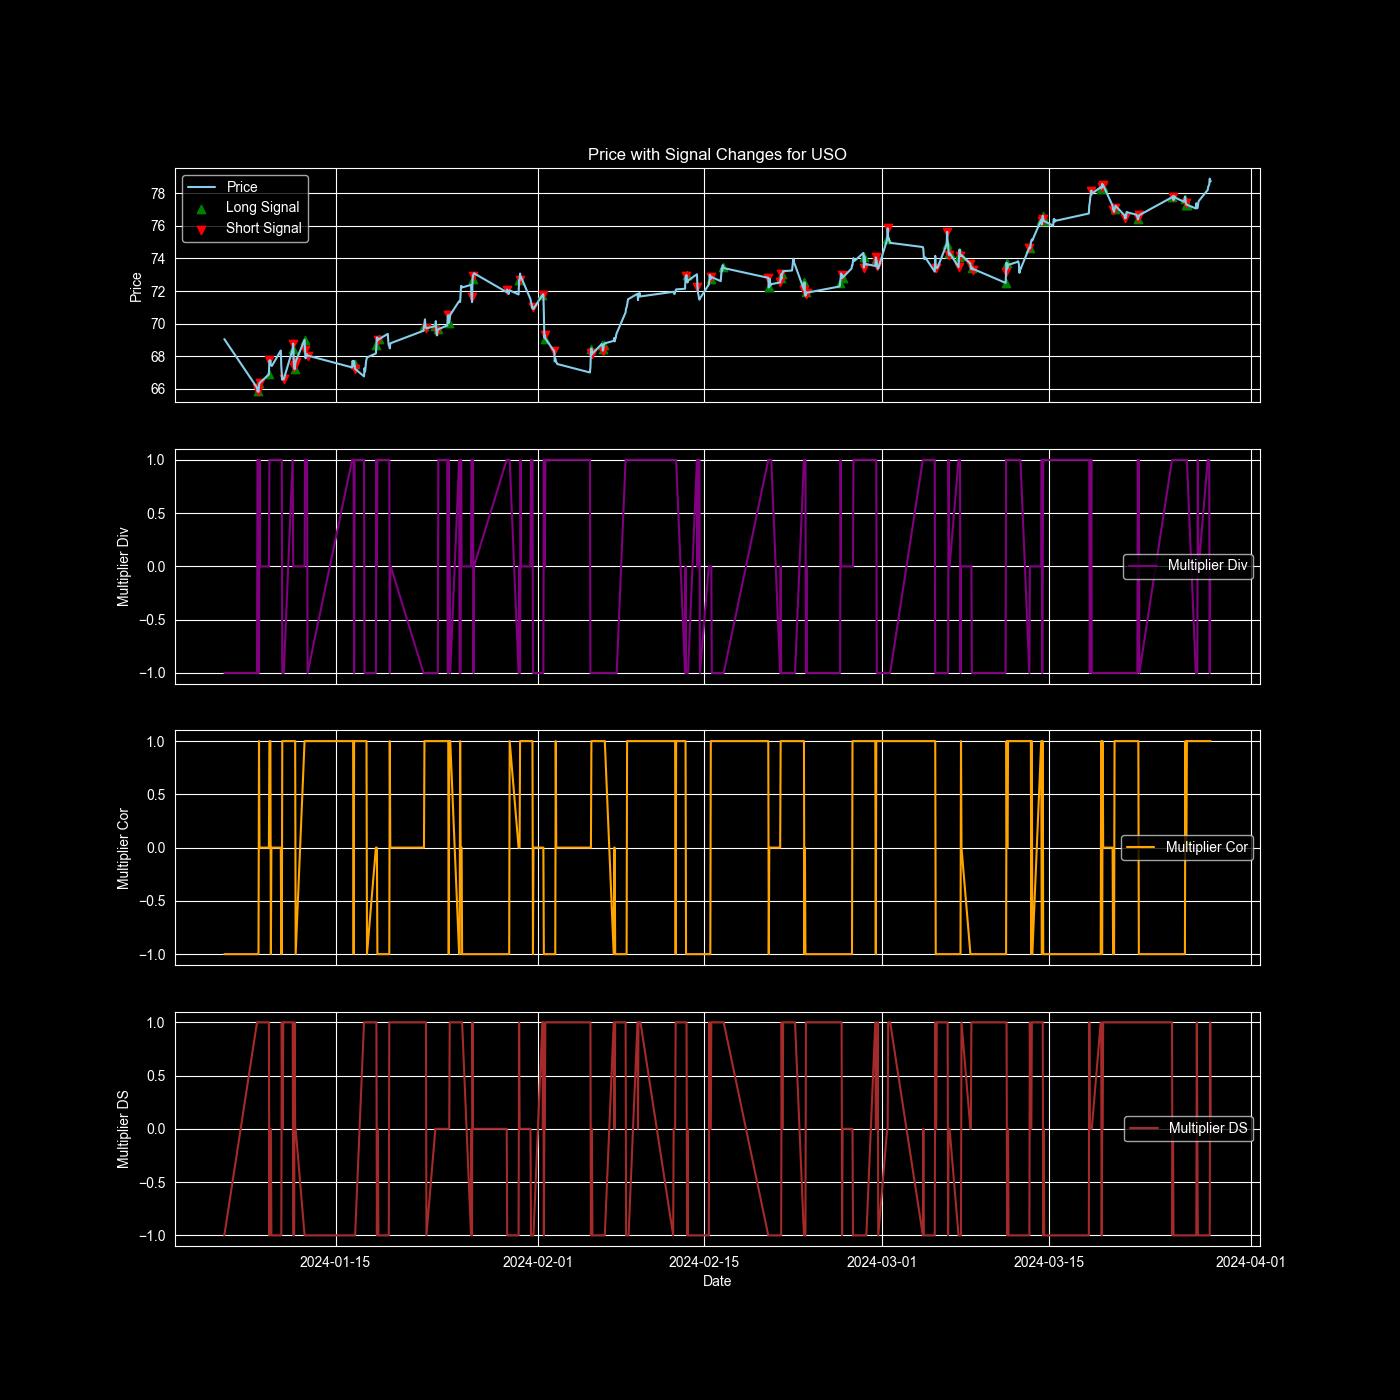 Price with Signal Changes for USO
Price
Long Signal
Short Signal
78
76
74
72
70
68
66
Price
1.0
0.5
0.0
−0.5
−1.0
Multiplier Div
Multiplier Div
1.0
0.5
0.0
−0.5
−1.0
Multiplier Cor
Multiplier Cor
1.0
0.5
0.0
−0.5
−1.0
Multiplier DS
Multiplier DS
2024-01-15 2024-02-01 2024-02-15 2024-03-01 2024-03-15 2024-04-01
Date